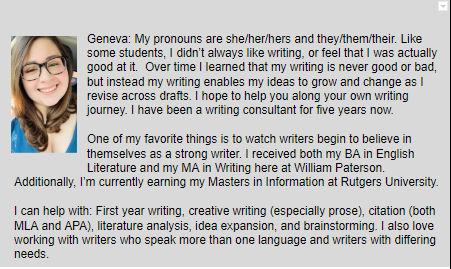 Geneva: My pronouns are she/her/hers and they/them/their. Like
some students, I didn't always like writing, or feel that I was actually
good at it.  Over time I learned that my writing is never good or bad,
but instead my writing enables my ideas to grow and change as I
revise across drafts. I hope to help you along your own writing
journey. I have been a writing consultant for five years now.
One of my favorite things is to watch writers begin to believe in
themselves as a strong writer. I received both my BA in English
Literature and my MA in Writing here at William Paterson.
Additionally, I'm currently earning my Masters in Information at Rutgers University.
I can help with: First year writing, creative writing (especially prose), citation (both
MLA and APA), literature analysis, idea expansion, and brainstorming. I also love
working with writers who speak more than one language and writers with differing
needs.